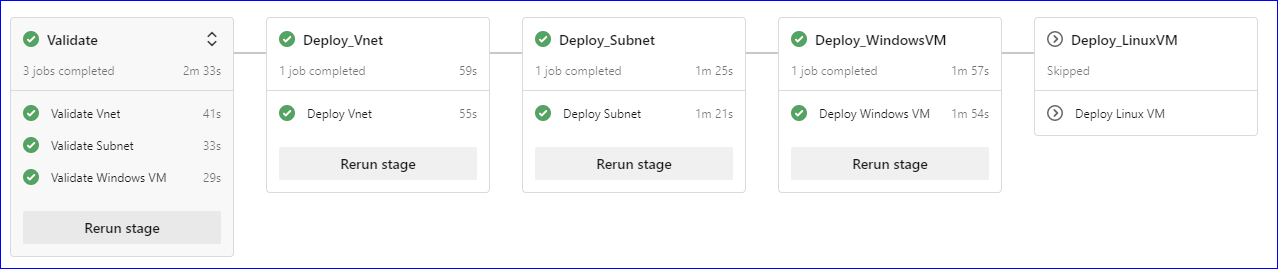 Validate
3 jobs completed 2m 33s
Validate Vnet 41s
Validate Subnet 33s
Validate Windows VM 29s
Rerun stage
Deploy_Vnet
1 job completed 59s
Deploy Vnet 55s
Rerun stage
Deploy_Subnet
1 job completed 1m 25s
Deploy Subnet 1m 21s
Rerun stage
Deploy_WindowsVM
1 job completed 1m 57s
Deploy Windows VM 1m 54s
Rerun stage
Deploy_LinuxVM
Skipped
Deploy Linux VM